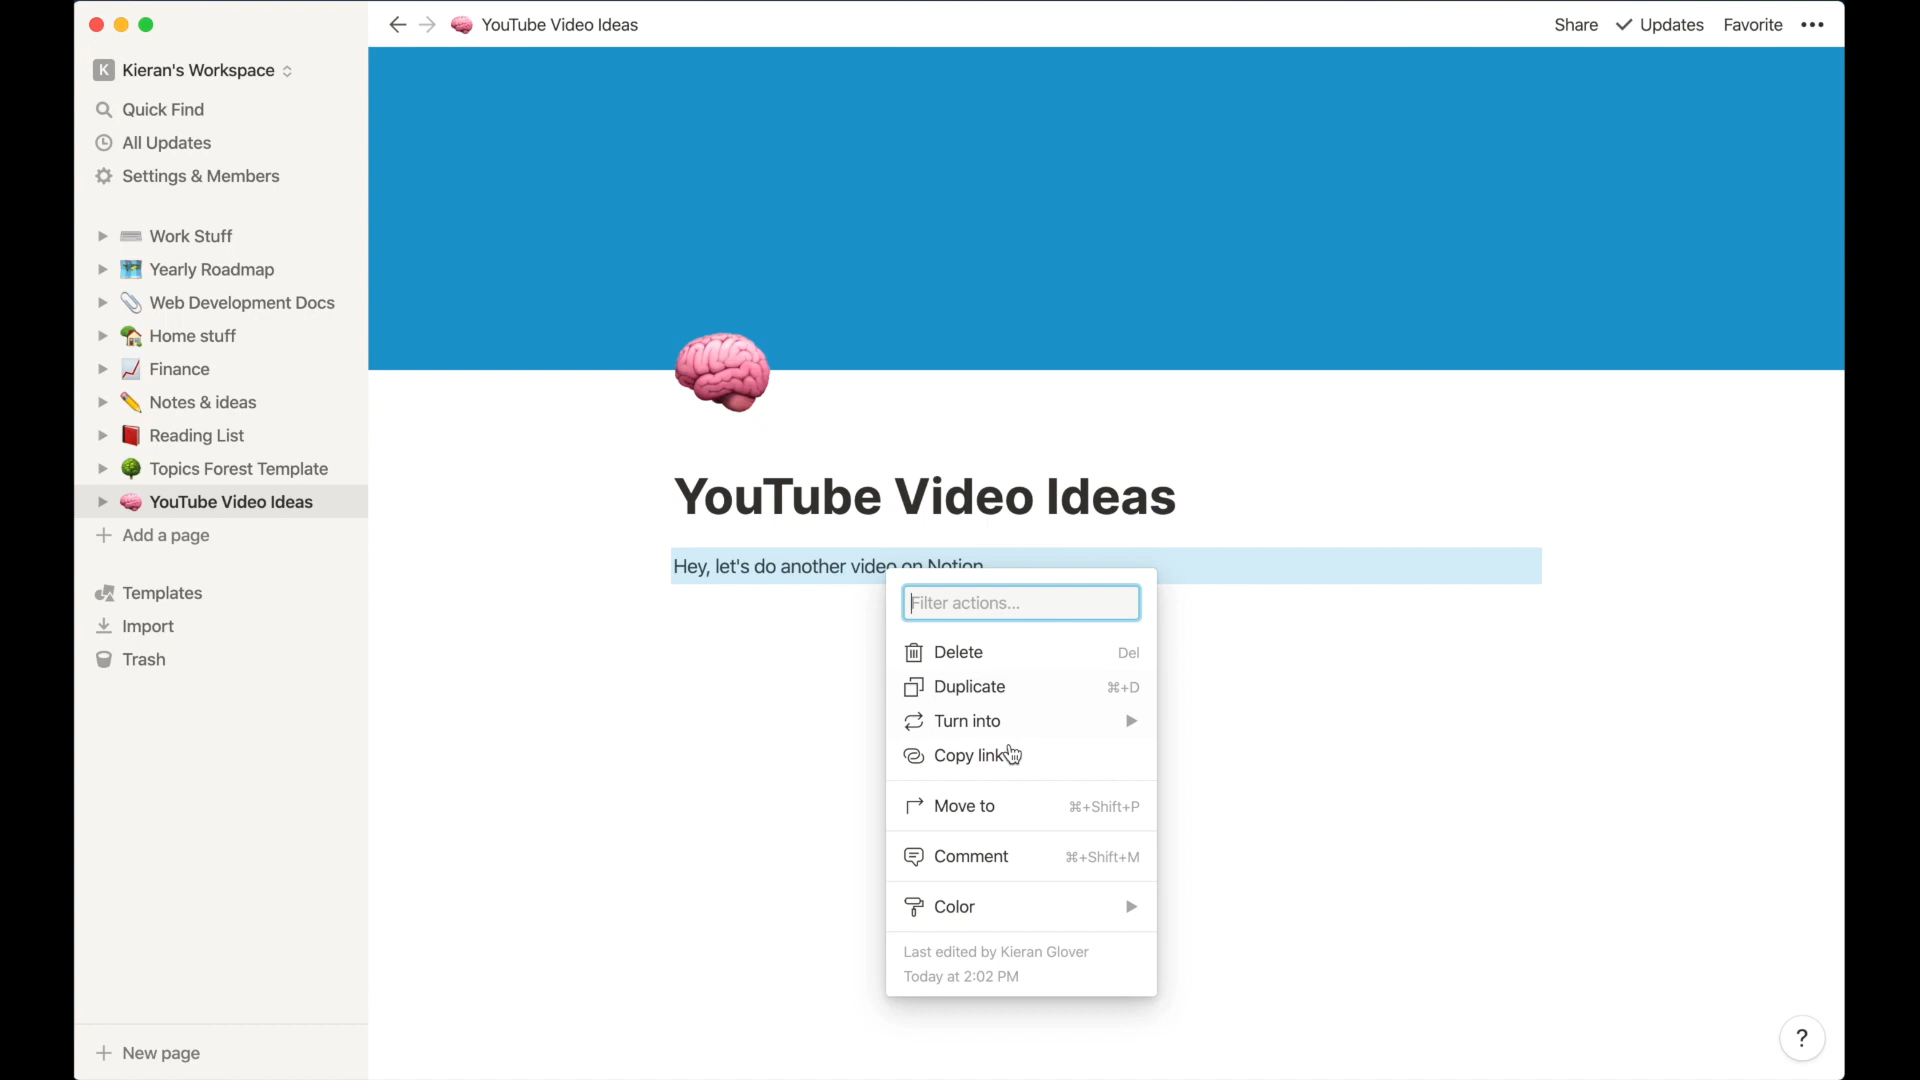 YouTube Video Ideas
Share
Updates
Favorite
K Kieran's Workspace
Quick Find
All Updates
Settings & Members
Work Stuff
Yearly Roadmap
Web Development Docs
Home stuff
Finance
Notes & ideas
Reading List
Topics Forest Template
YouTube Video Ideas
Add a page
Templates
Import
Trash
New page
YouTube Video Ideas
Hey, let's do another video on Notion
Filter actions...
Delete Del
Duplicate ⌘+D
Turn into
Copy link
Move to ⌘+Shift+P
Comment ⌘+Shift+M
Color
Last edited by Kieran Glover
Today at 2:02 PM
?